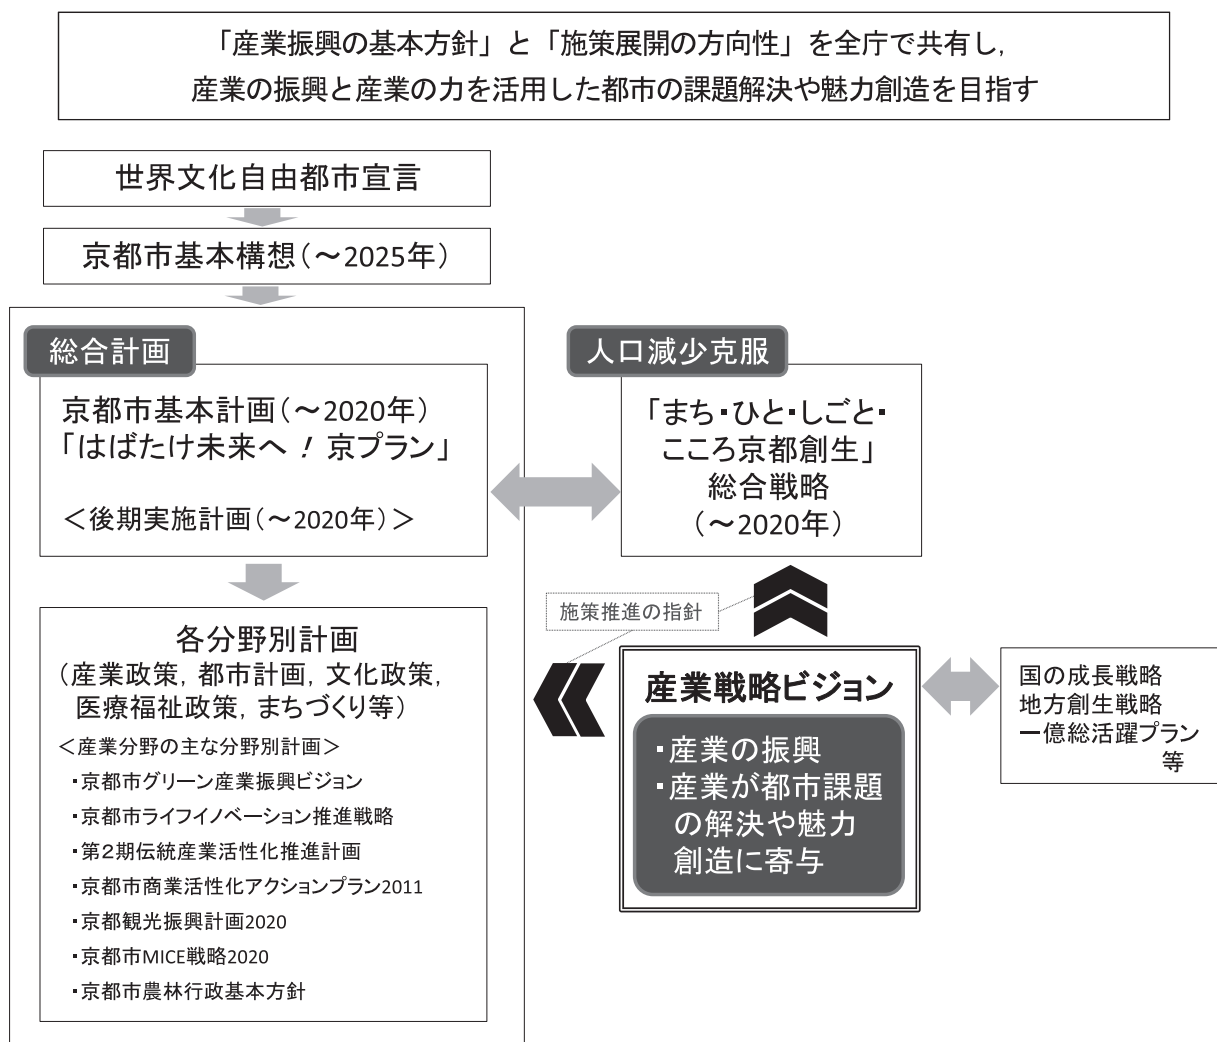 「産業振興の基本方針」と「施策展開の方向性」を全庁で共有し,
産業の振興と産業の力を活用した都市の課題解決や魅力創造を目指す
世界文化自由都市宣言
京都市基本構想(～2025年)
総合計画
京都市基本計画(～2020年)
「はばたけ未来へ！京プラン」
＜後期実施計画(～2020年)＞
人口減少克服
「まち・ひと・しごと・
こころ京都創生」
総合戦略
(～2020年)
各分野別計画
(産業政策, 都市計画, 文化政策,
医療福祉政策, まちづくり等)
＜産業分野の主な分野別計画＞
・京都市グリーン産業振興ビジョン
・京都市ライフイノベーション推進戦略
・第2期伝統産業活性化推進計画
・京都市商業活性化アクションプラン2011
・京都観光振興計画2020
・京都市MICE戦略2020
・京都市農林行政基本方針
施策推進の指針
産業戦略ビジョン
・産業の振興
・産業が都市課題
の解決や魅力
創造に寄与
国の成長戦略
地方創生戦略
一億総活躍プラン
等